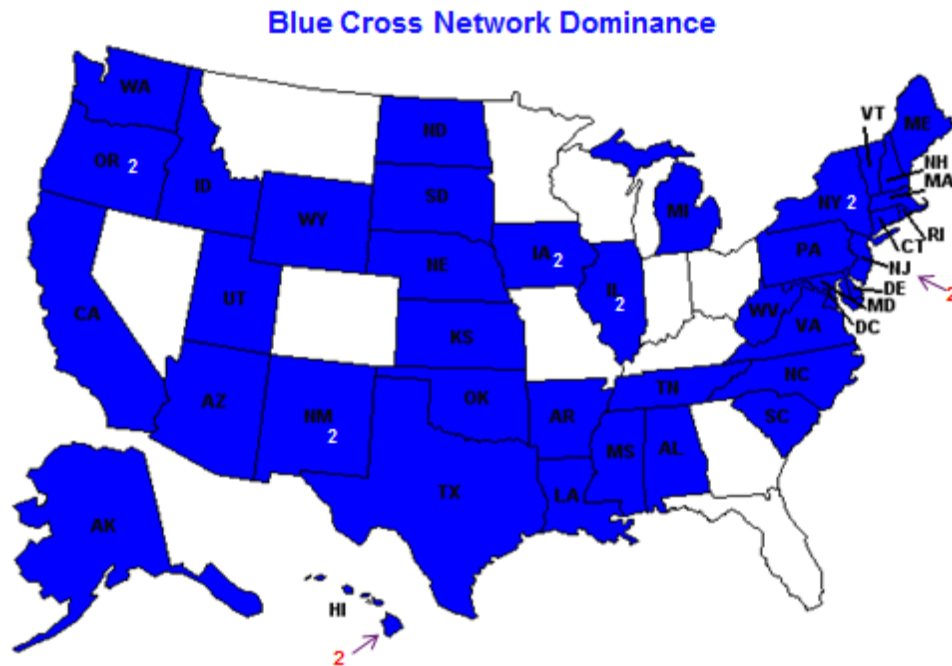 Blue Cross Network Dominance
WA
ND
VT
ME
OR 2
ID
SD
MI
NH
MA
WY
NY 2
IA 2
RI
CT
NE
PA
NJ
UT
IL
2
DE
2
CA
MD
WV
DC
KS
VA
AZ
NM
2
OK
TN
NC
AR
SC
MS
AL
TX
LA
AK
HI
2